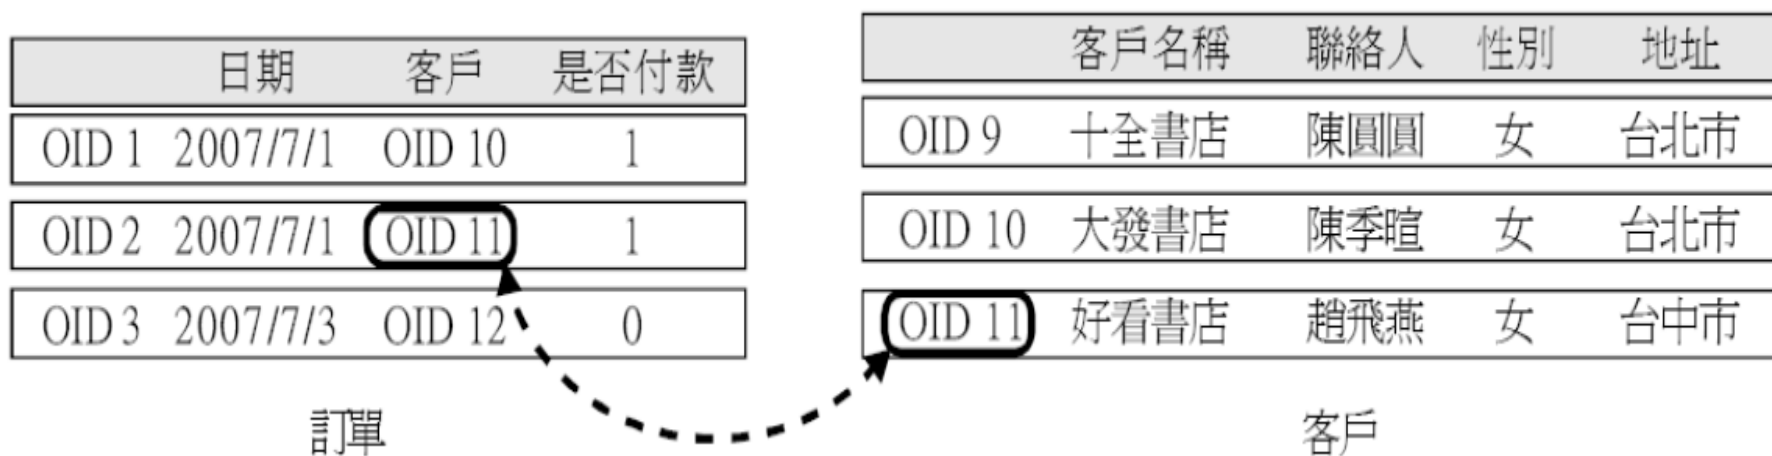 日期 客戶 是否付款
OID 1 2007/7/1 OID 10 1
OID 2 2007/7/1 OID 11 1
OID 3 2007/7/3 OID 12 0
訂單
客戶名稱 聯絡人 性別 地址
OID 9 十全書店 陳圓圓 女 台北市
OID 10 大發書店 陳季暄 女 台北市
OID 11 好看書店 趙飛燕 女 台中市
客戶